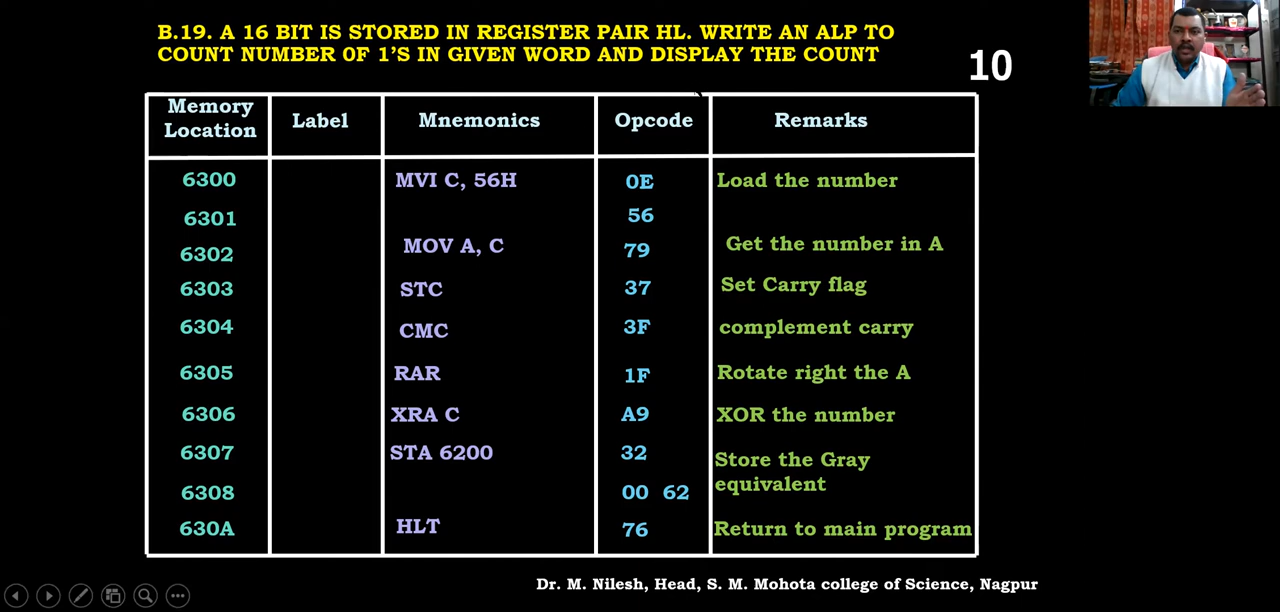 B.19. A 16 BIT IS STORED IN REGISTER PAIR HL. WRITE AN ALP TO
COUNT NUMBER 0F 1'S IN GIVEN WORD AND DISPLAY THE COUNT
10
Memory Location Label Mnemonics Opcode Remarks
6300 MVI C, 56H 0E Load the number
6301 56
6302 MOV A, C 79 Get the number in A
6303 STC 37 Set Carry flag
6304 CMC 3F complement carry
6305 RAR 1F Rotate right the A
6306 XRA C A9 XOR the number
6307 STA 6200 32 Store the Gray
6308 00 62 equivalent
630A HLT 76 Return to main program
Dr. M. Nilesh, Head, S. M. Mohota college of Science, Nagpur